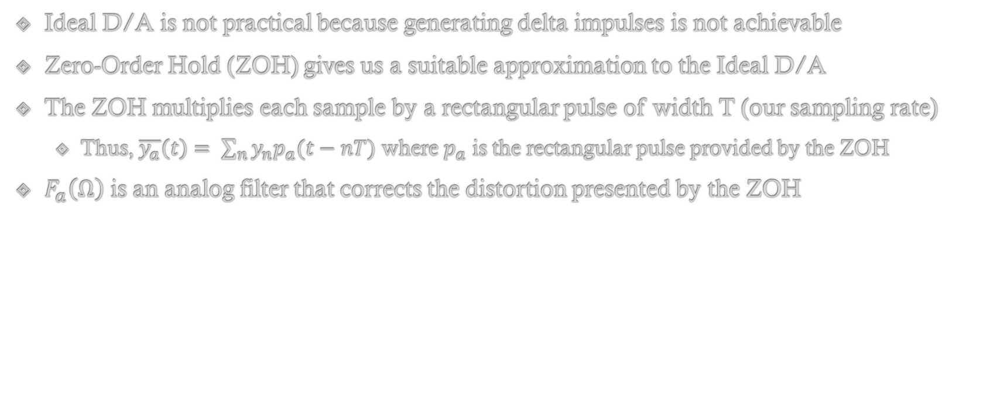 Ideal D/A is not practical because generating delta impulses is not achievable
Zero-Order Hold (ZOH) gives us a suitable approximation to the Ideal D/A
The ZOH multiplies each sample by a rectangular pulse of width T (our sampling rate)
Thus, $\overline{y_a}(t) = \sum_n y_n p_a(t - nT)$ where $p_a$ is the rectangular pulse provided by the ZOH
$F_a(\Omega)$ is an analog filter that corrects the distortion presented by the ZOH